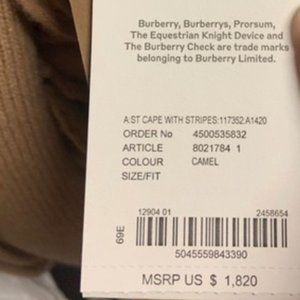 Burberry, Burberrys, Prorsum,
The Equestrian Knight Device and
The Burberry Check are trade marks
belonging to Burberry Limited.
A:ST CAPE WITH STRIPES:117352:A1420
ORDER No 4500535832
ARTICLE 8021784 1
COLOUR CAMEL
SIZE/FIT
12904 01 2458654
69E
5045559843390
MSRP US $ 1,820